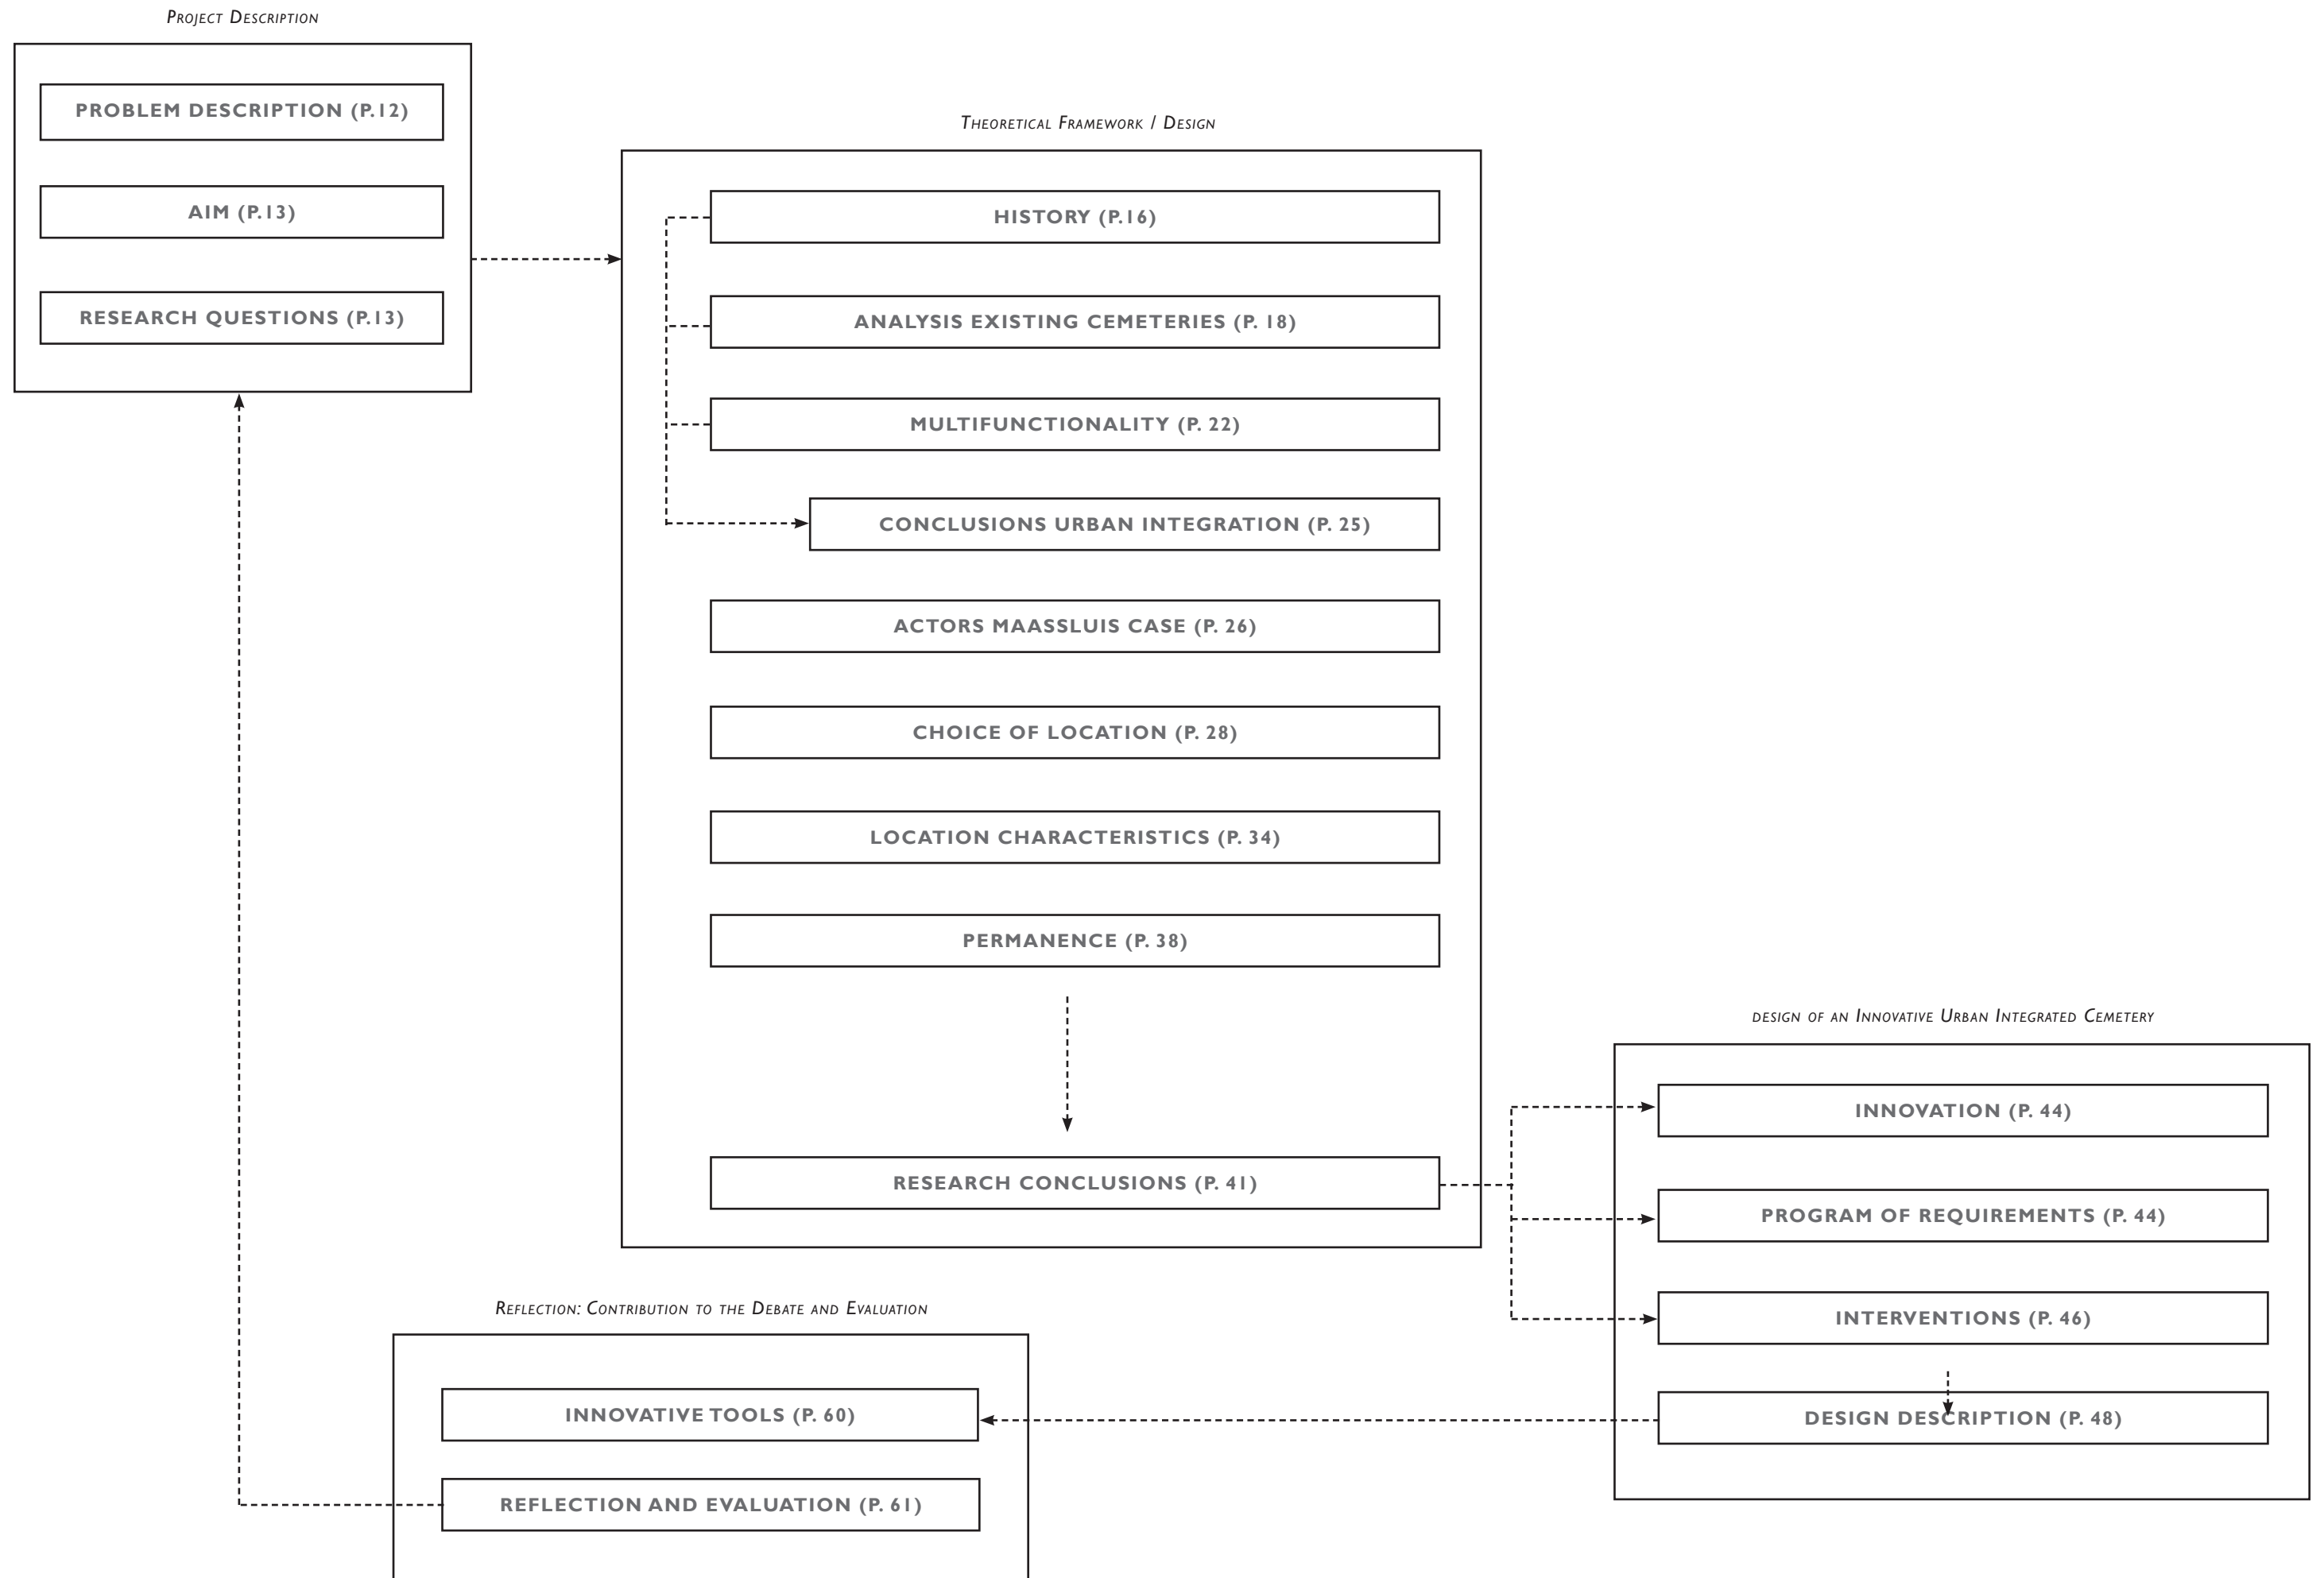 Project Description
PROBLEM DESCRIPTION (P.12)
AIM (P.13)
RESEARCH QUESTIONS (P.13)
Theoretical Framework / Design
HISTORY (P.16)
ANALYSIS EXISTING CEMETERIES (P. 18)
MULTIFUNCTIONALITY (P. 22)
CONCLUSIONS URBAN INTEGRATION (P. 25)
ACTORS MAASSLUIS CASE (P. 26)
CHOICE OF LOCATION (P. 28)
LOCATION CHARACTERISTICS (P. 34)
PERMANENCE (P. 38)
RESEARCH CONCLUSIONS (P. 41)
design of an Innovative Urban Integrated Cemetery
INNOVATION (P. 44)
PROGRAM OF REQUIREMENTS (P. 44)
INTERVENTIONS (P. 46)
DESIGN DESCRIPTION (P. 48)
Reflection: Contribution to the Debate and Evaluation
INNOVATIVE TOOLS (P. 60)
REFLECTION AND EVALUATION (P. 61)